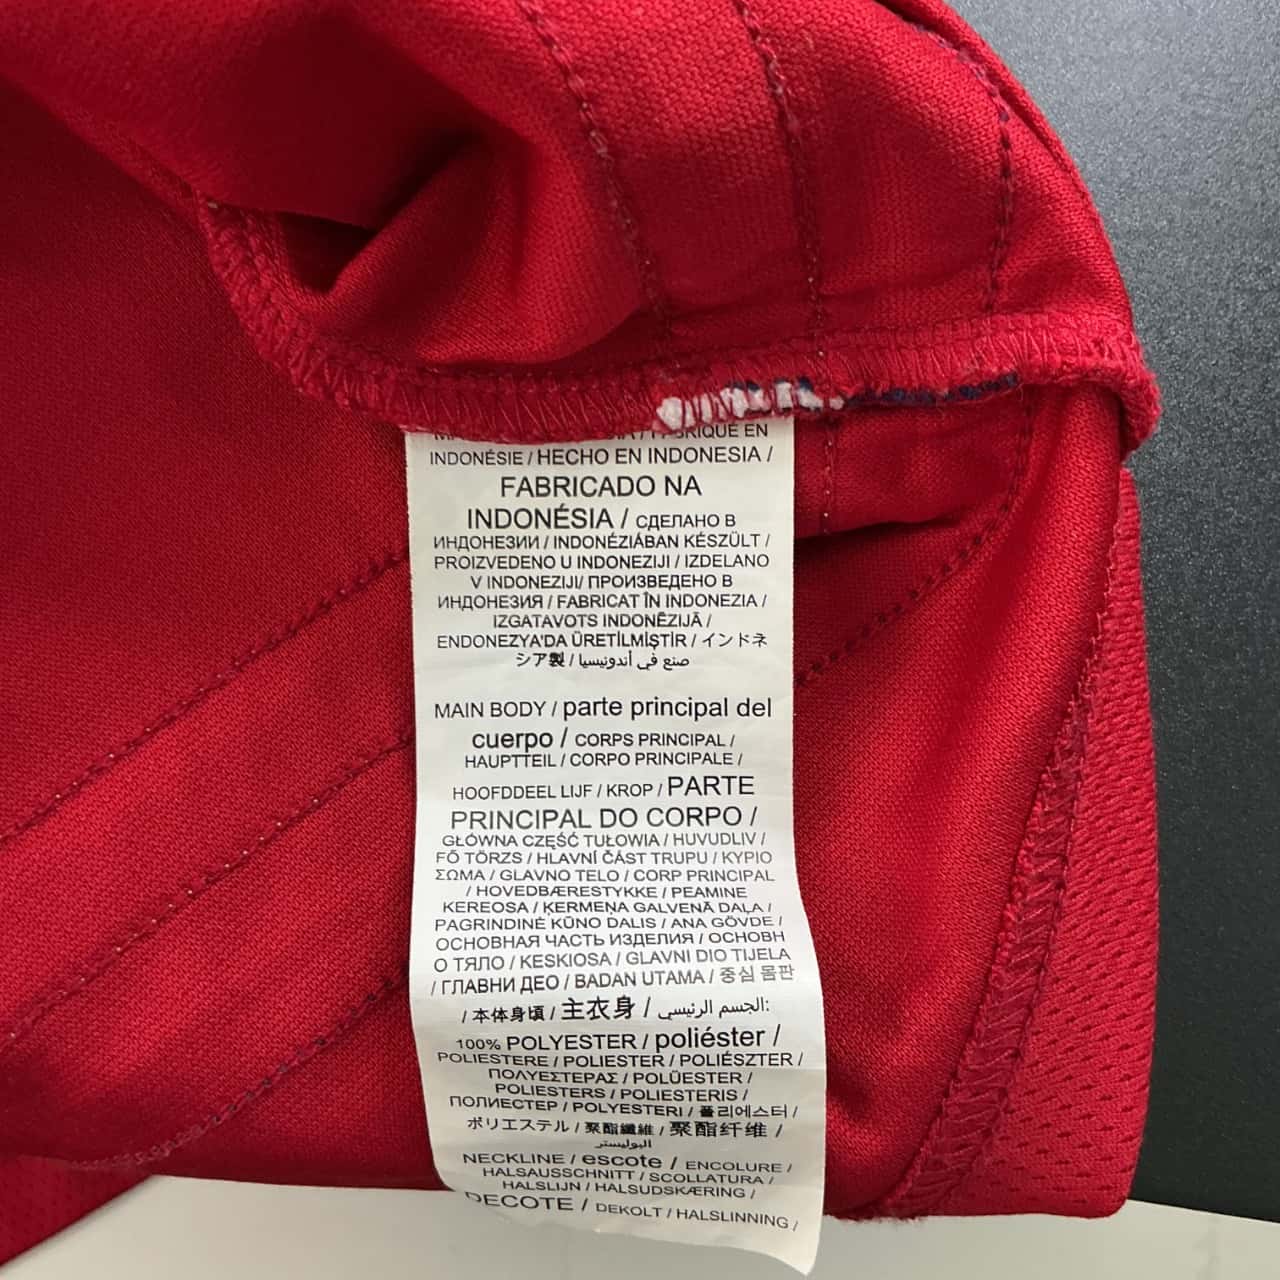 FABRIQUÉ EN
INDONÉSIE / HECHO EN INDONESIA /
FABRICADO NA
INDONÉSIA / СДЕЛАНО В
ИНДОНЕЗИИ / INDONÉZIÁBAN KÉSZÜLT /
PROIZVEDENO U INDONEZIJI / IZDELANO
V INDONEZIJI/ ПРОИЗВЕДЕНО В
ИНДОНЕЗИЯ / FABRICAT ÎN INDONEZIA /
IZGATAVOTS INDONĒZIJĀ /
ENDONEZYA'DA ÜRETİLMİŞTİR / インドネ
シア製 / صنع في أندونيسيا
MAIN BODY / parte principal del
cuerpo / CORPS PRINCIPAL /
HAUPTTEIL / CORPO PRINCIPALE /
HOOFDDEEL LIJF / KROP / PARTE
PRINCIPAL DO CORPO /
GŁÓWNA CZĘŚĆ TUŁOWIA / HUVUDLIV /
FŐ TÖRZS / HLAVNÍ ČÁST TRUPU / ΚΥΡΙΟ
ΣΩΜΑ / GLAVNO TELO / CORP PRINCIPAL
/ HOVEDBÆRESTYKKE / PEAMINE
KEREOSA / ĶERMEŅA GALVENĀ DAĻA /
PAGRINDINĖ KŪNO DALIS / ANA GÖVDE /
ОСНОВНАЯ ЧАСТЬ ИЗДЕЛИЯ / ОСНОВН
О ТЯЛО / KESKIOSA / GLAVNI DIO TIJELA
/ ГЛАВНИ ДЕО / BADAN UTAMA / 중심 몸판
/ 本体身頃 / 主衣身 / الجسم الرئيسي:
100% POLYESTER / poliéster /
POLIESTERE / POLIESTER / POLIÉSZTER /
ΠΟΛΥΕΣΤΕΡΑΣ / POLÜESTER /
POLIESTERS / POLIESTERIS /
ПОЛИЕСТЕР / POLYESTERI / 폴리에스터 /
ポリエステル / 聚酯纖維 / 聚酯纤维 /
البوليستر
NECKLINE / escote / ENCOLURE /
HALSAUSSCHNITT / SCOLLATURA /
HALSLIJN / HALSUDSKÆRING /
DECOTE / DEKOLT / HALSLINNING /